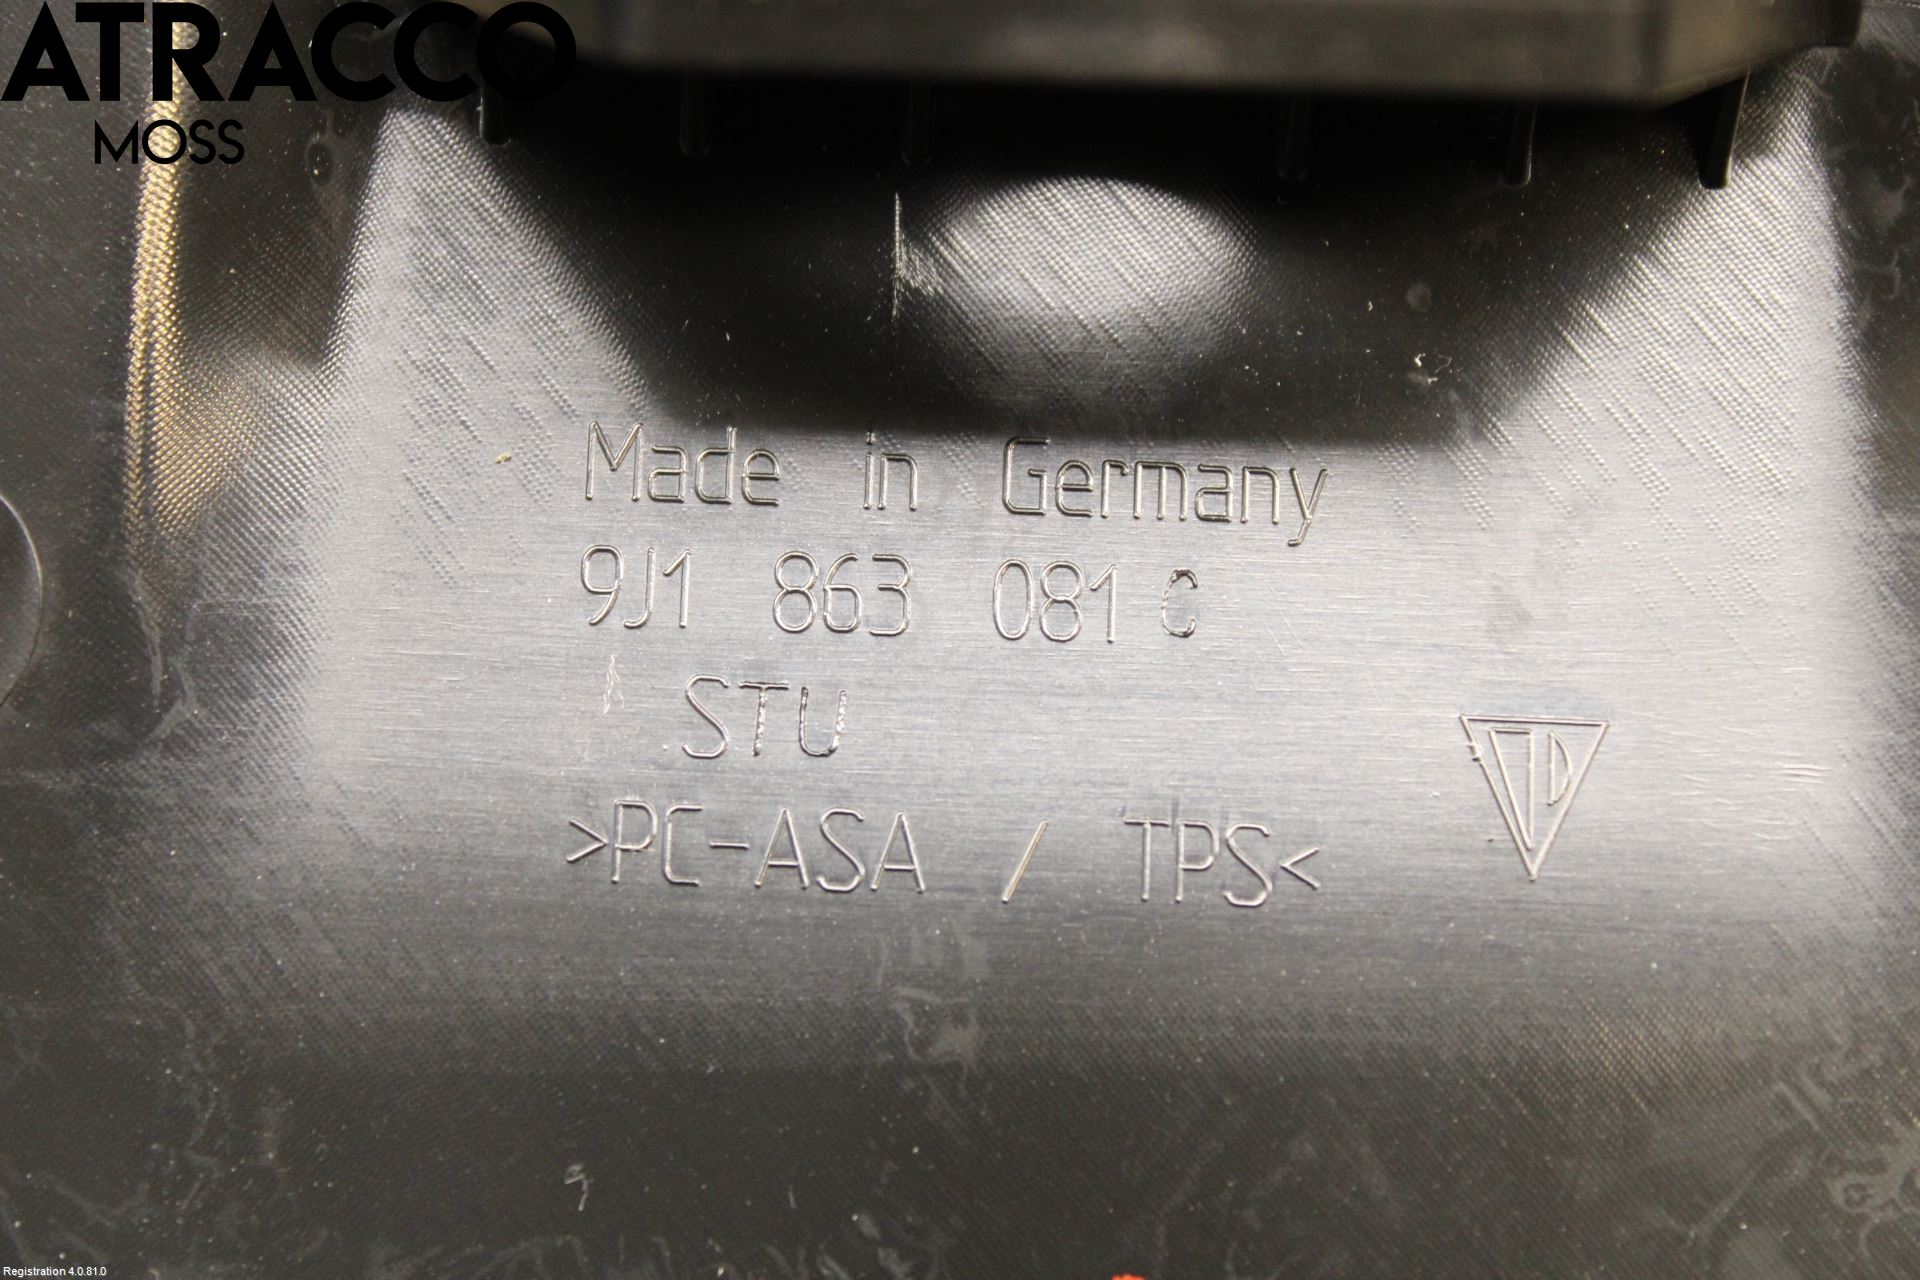 ATRACCO
MOSS
Made in Germany
9J1 863 081 C
STU
>PC-ASA / TPS<
Registration 4.0.81.0